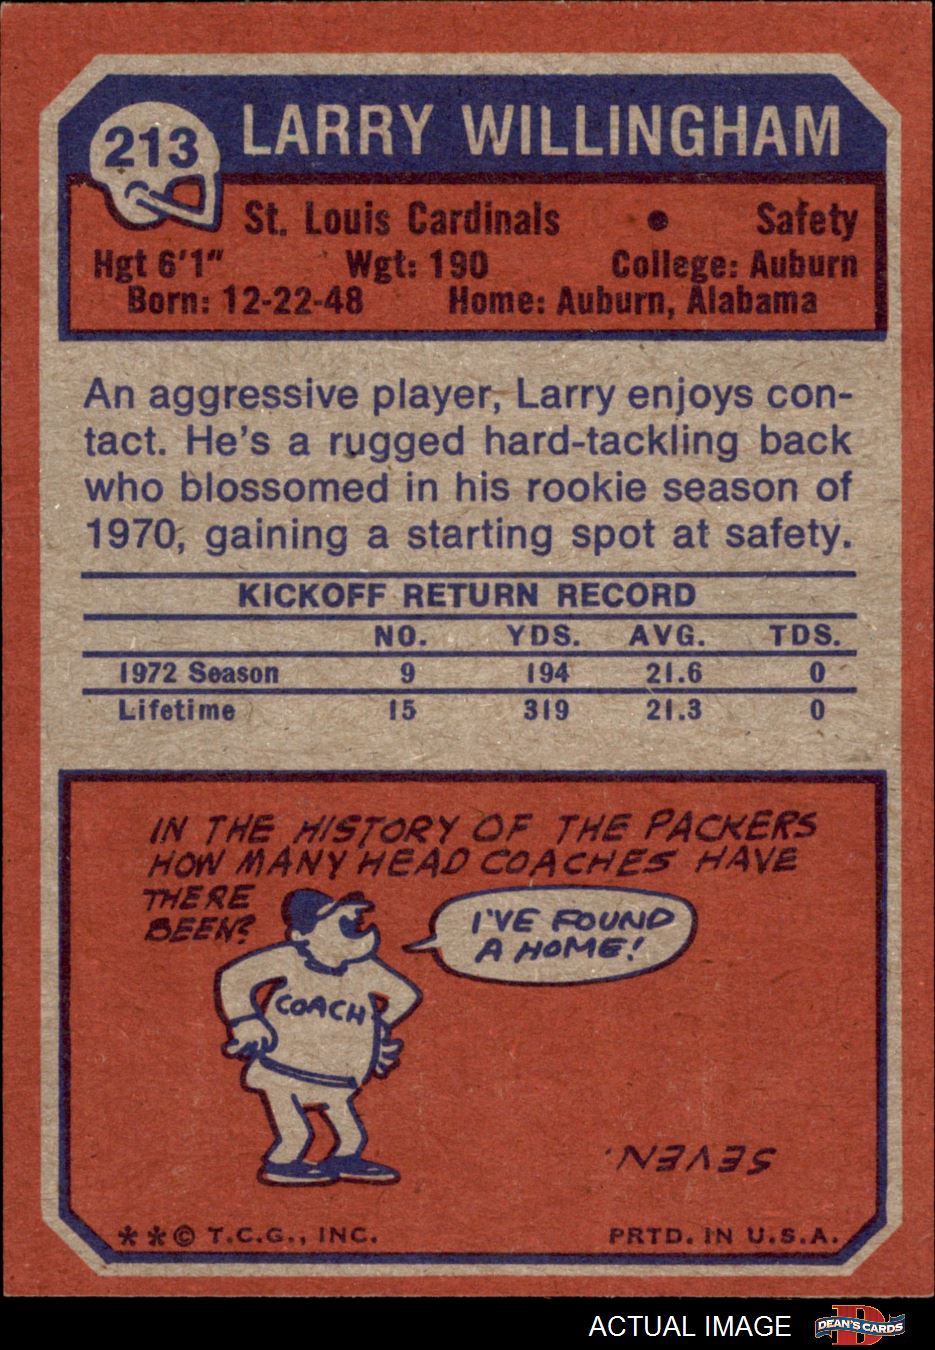 213
LARRY WILLINGHAM
St. Louis Cardinals • Safety
Hgt 6'1" Wgt: 190 College: Auburn
Born: 12-22-48 Home: Auburn, Alabama
An aggressive player, Larry enjoys con-
tact. He's a rugged hard-tackling back
who blossomed in his rookie season of
1970, gaining a starting spot at safety.
KICKOFF RETURN RECORD
NO. YDS. AVG. TDS.
1972 Season 9 194 21.6 0
Lifetime 15 319 21.3 0
IN THE HISTORY OF THE PACKERS
HOW MANY HEAD COACHES HAVE
THERE
BEEN?
I'VE FOUND
A HOME!
COACH
SEVEN.
**© T.C.G., INC. PRTD. IN U.S.A.
ACTUAL IMAGE
DEAN'S CARDS